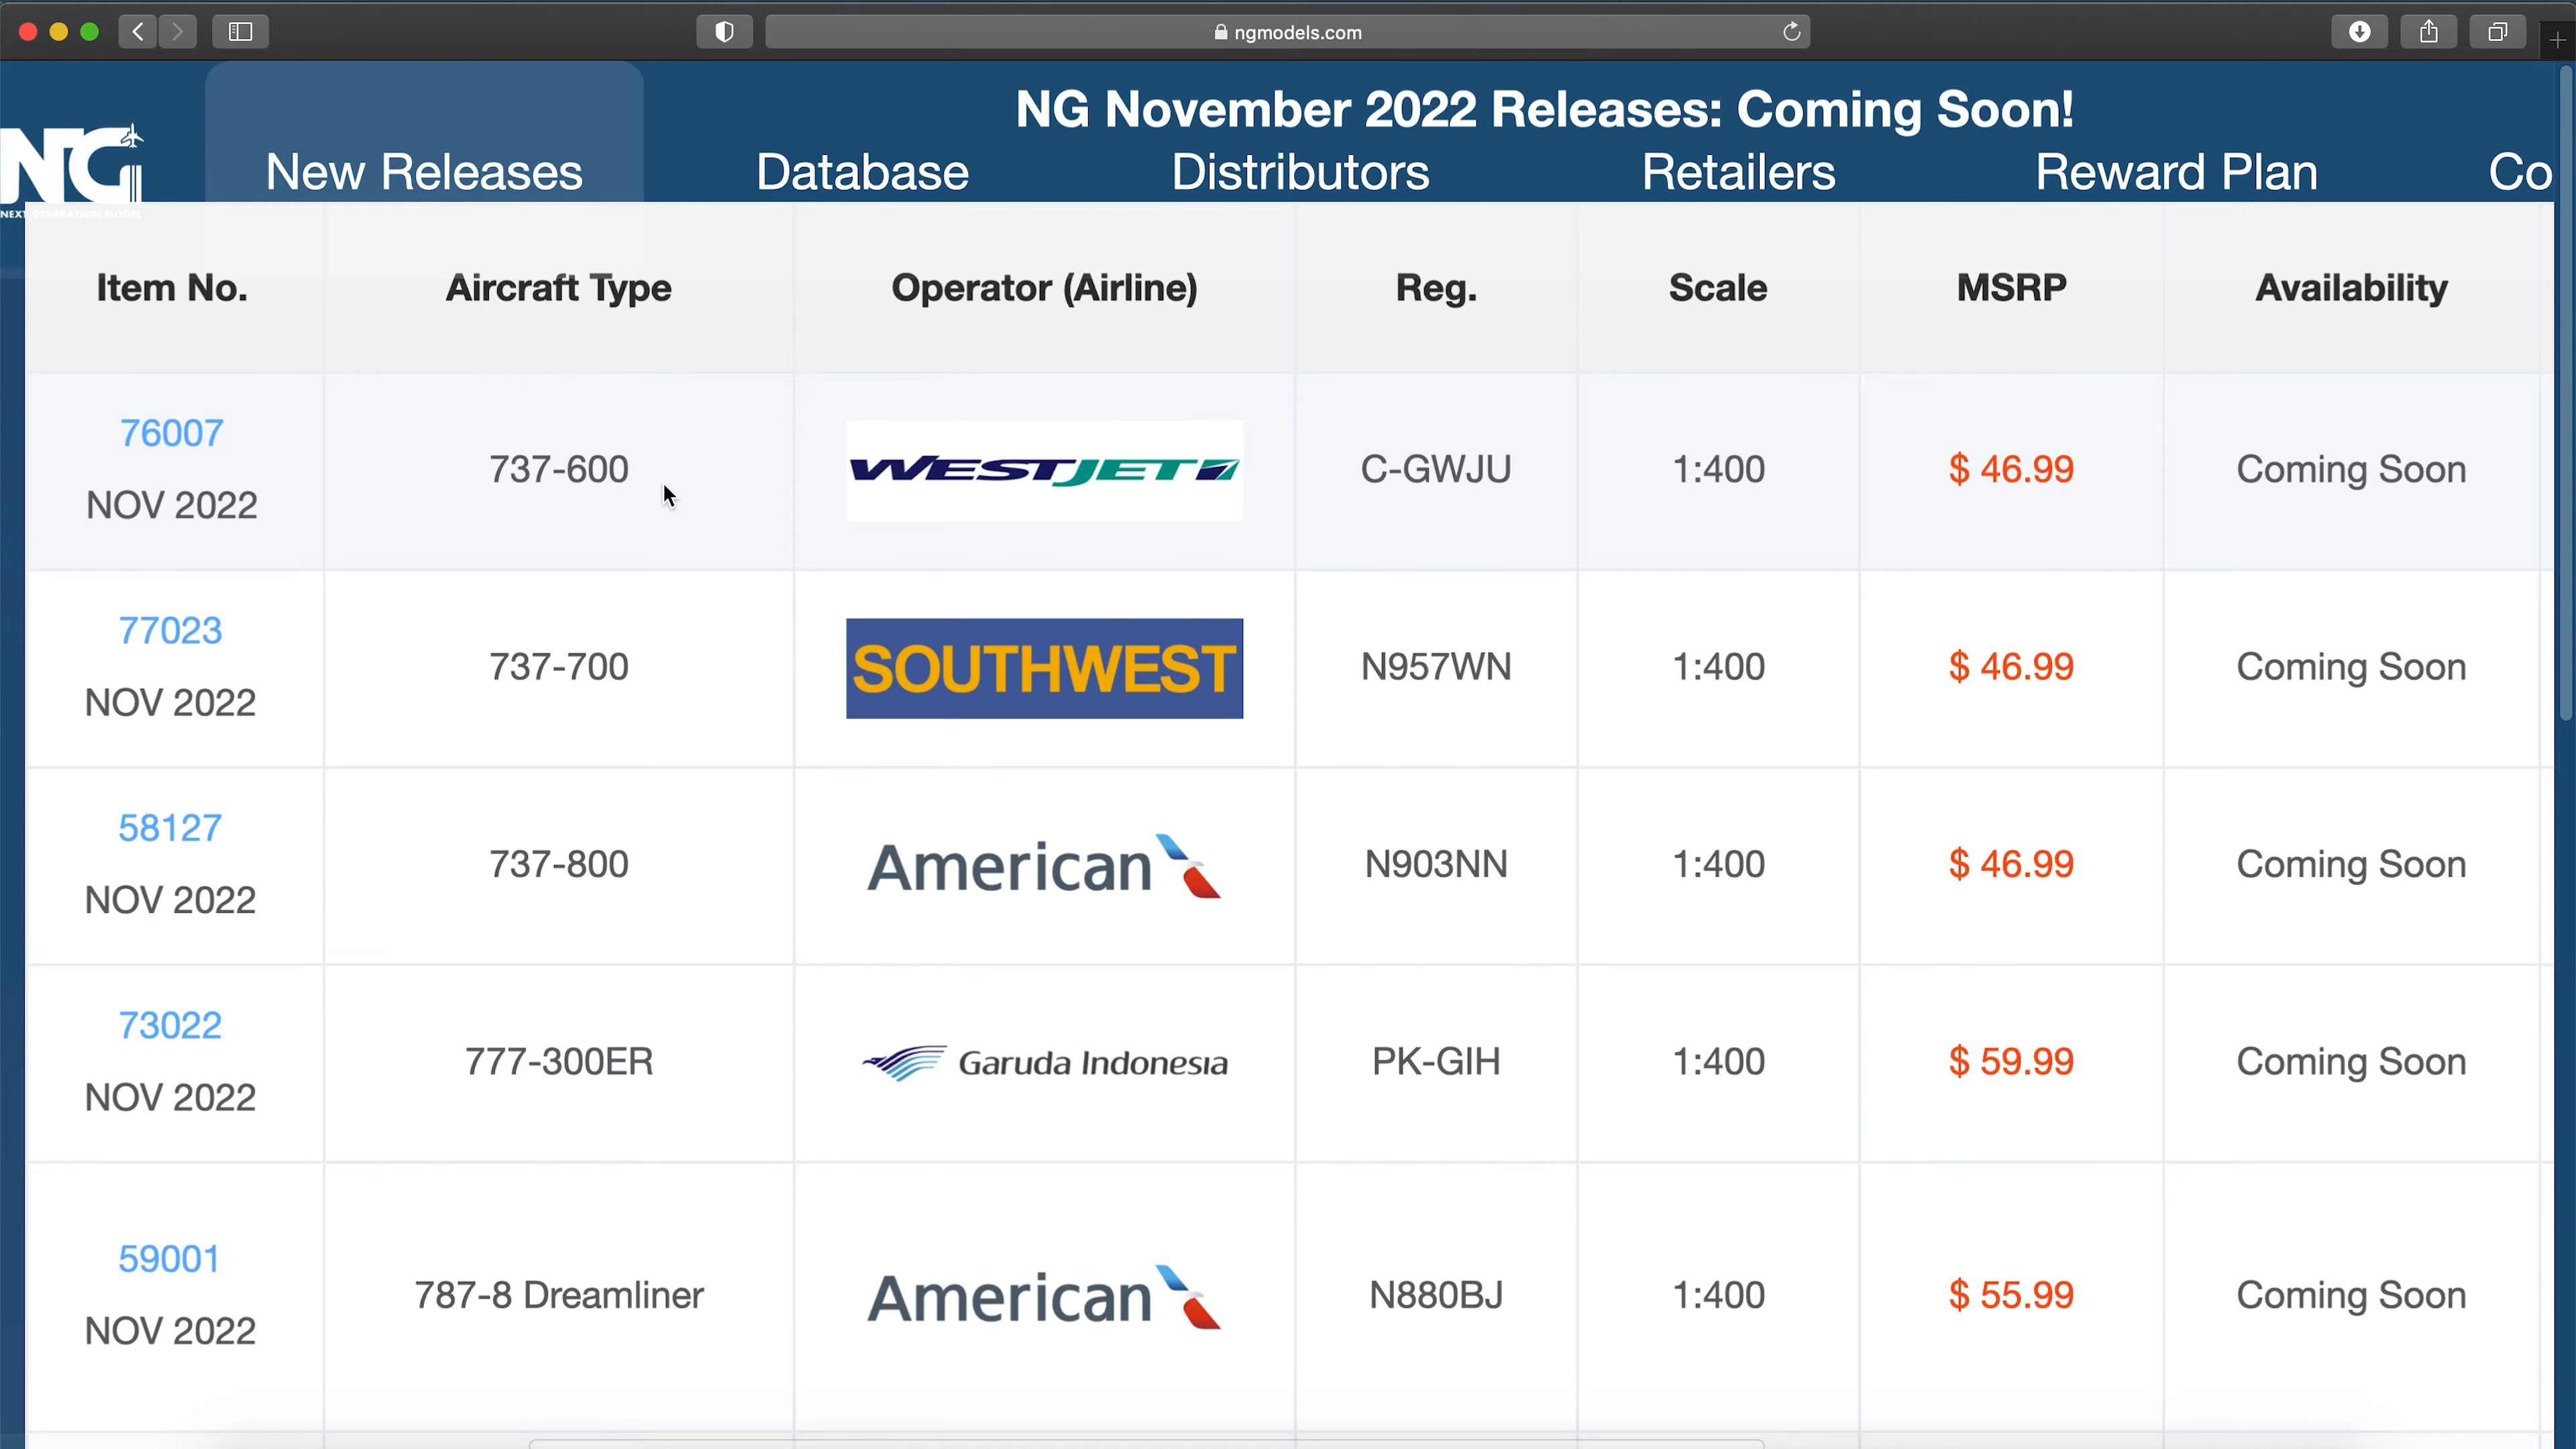 ngmodels.com
NG November 2022 Releases: Coming Soon!
NG
NEXT GENERATION MODEL
New Releases Database Distributors Retailers Reward Plan Co
Item No. Aircraft Type Operator (Airline) Reg. Scale MSRP Availability
76007
NOV 2022
737-600 WESTJET C-GWJU 1:400 $ 46.99 Coming Soon
77023
NOV 2022
737-700 SOUTHWEST N957WN 1:400 $ 46.99 Coming Soon
58127
NOV 2022
737-800 American N903NN 1:400 $ 46.99 Coming Soon
73022
NOV 2022
777-300ER Garuda Indonesia PK-GIH 1:400 $ 59.99 Coming Soon
59001
NOV 2022
787-8 Dreamliner American N880BJ 1:400 $ 55.99 Coming Soon